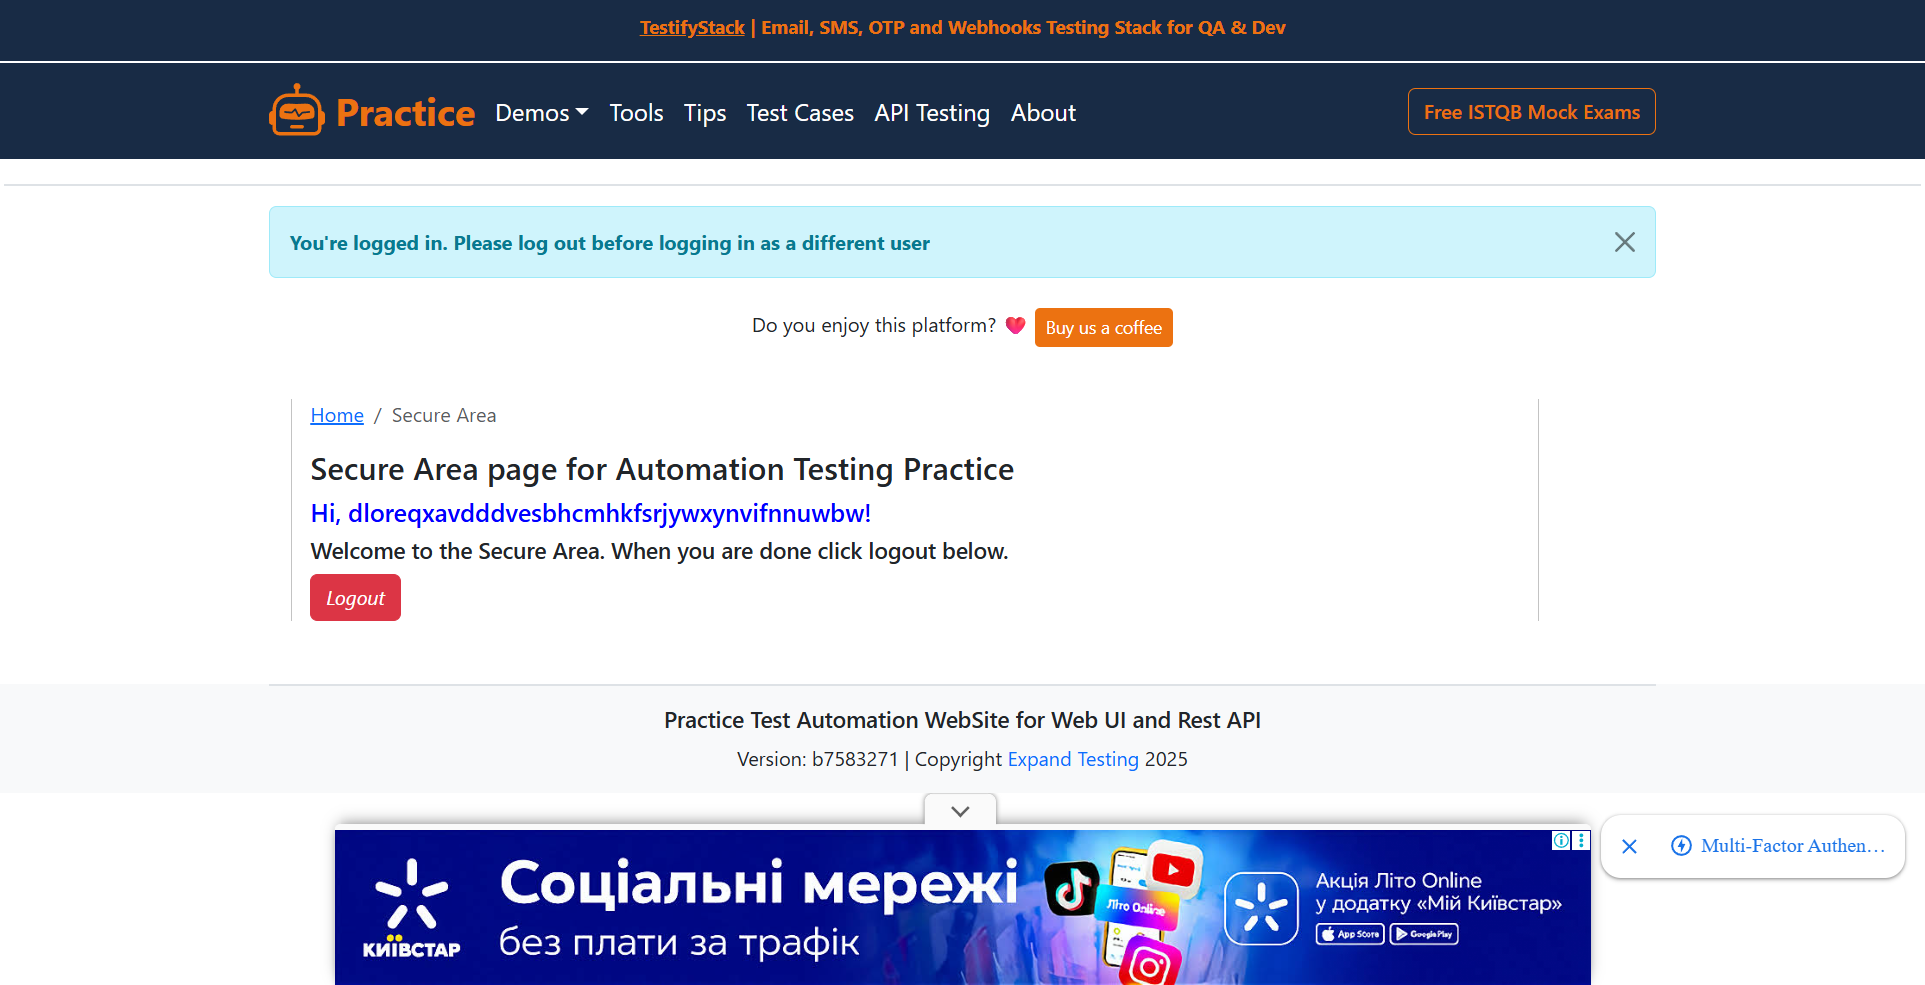 TestifyStack | Email, SMS, OTP and Webhooks Testing Stack for QA & Dev
Practice Demos Tools Tips Test Cases API Testing About Free ISTQB Mock Exams
You're logged in. Please log out before logging in as a different user
Do you enjoy this platform? Buy us a coffee
Home / Secure Area
Secure Area page for Automation Testing Practice
Hi, dloreqxavdddvesbhcmhkfsrjywxynvifnnuwbw!
Welcome to the Secure Area. When you are done click logout below.
Logout
Practice Test Automation WebSite for Web UI and Rest API
Version: b7583271 | Copyright Expand Testing 2025
КИЇВСТАР
Соціальні мережі
без плати за трафік
Літо Online
Акція Літо Online
у додатку «Мій Київстар»
App Store Google Play
Multi-Factor Authen...